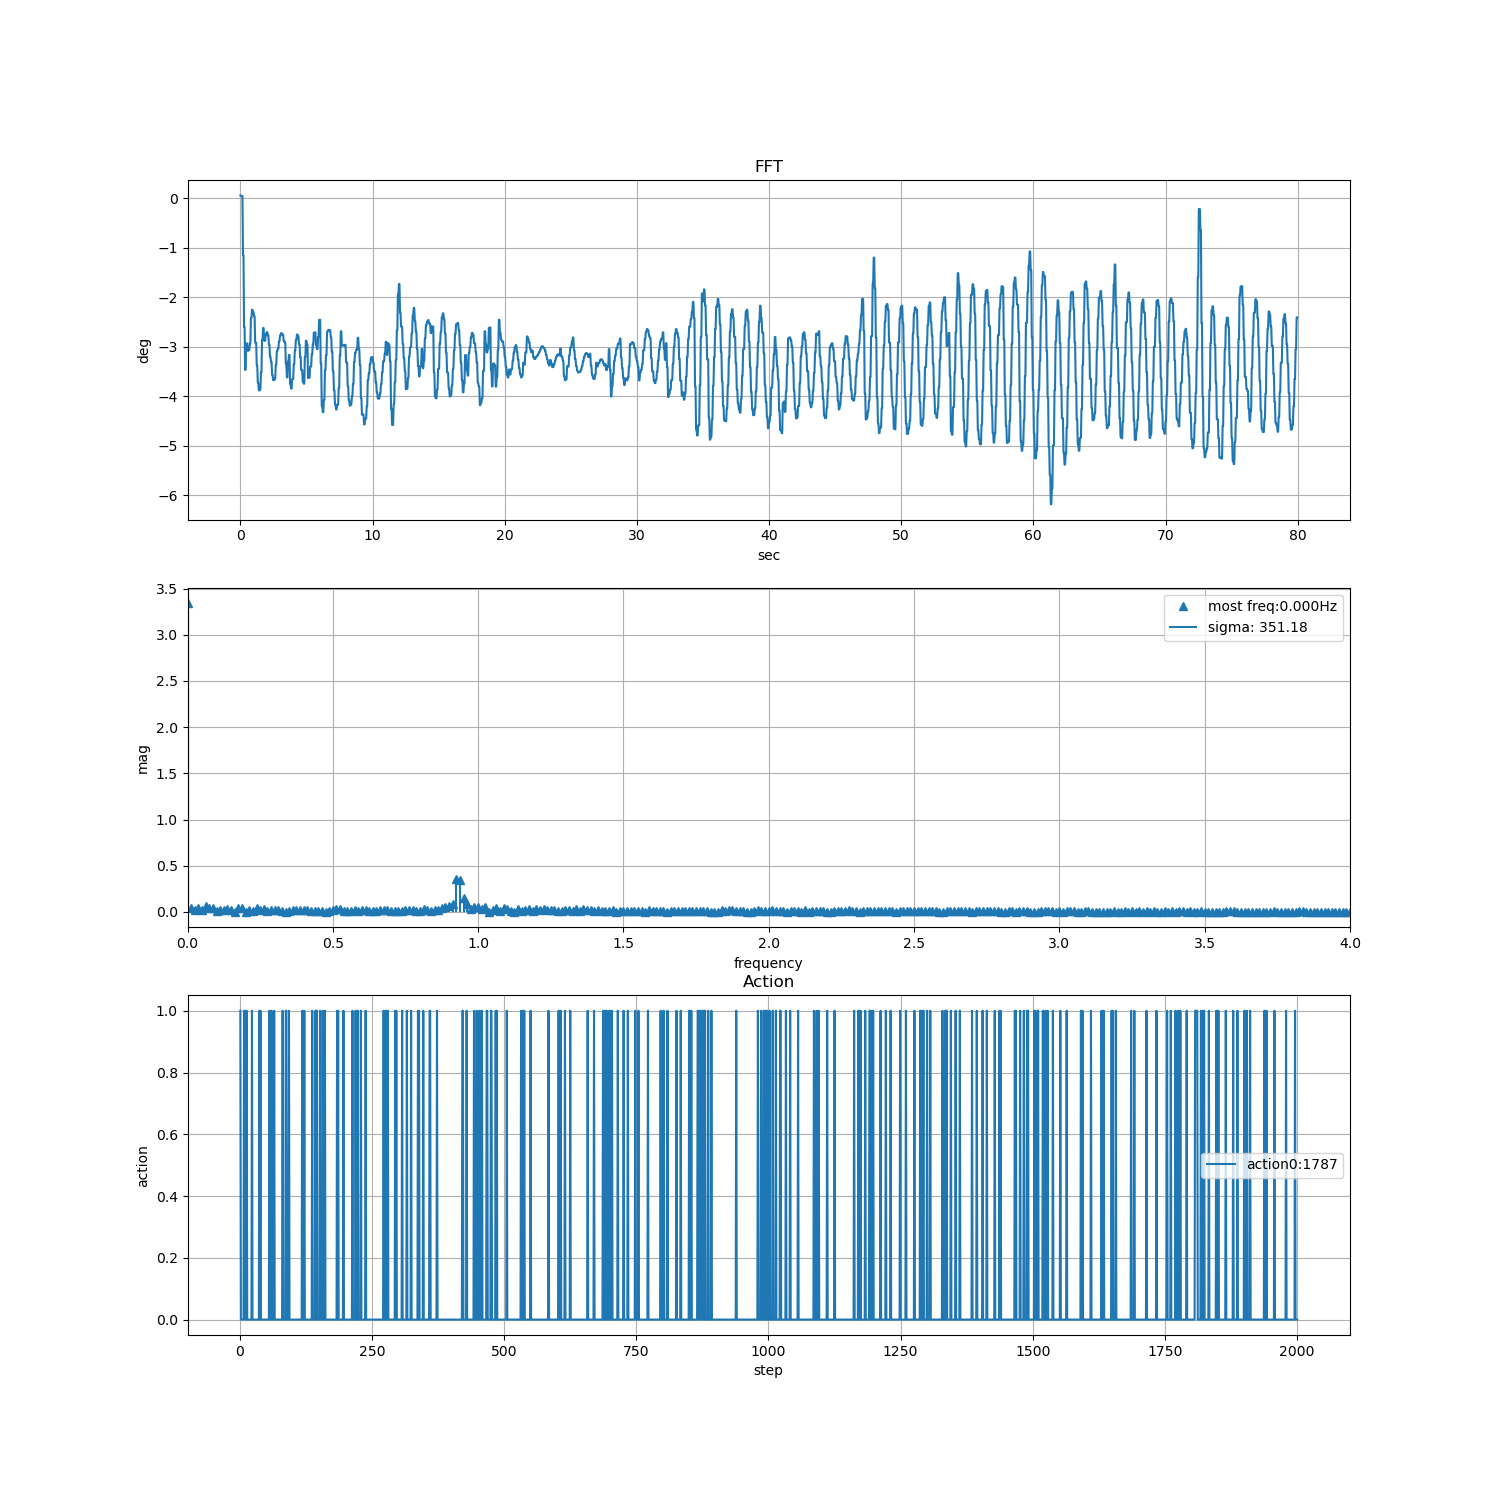 FFT
0
−1
−2
−3
−4
−5
−6
deg
0 10 20 30 40 50 60 70 80
sec
3.5
3.0
2.5
2.0
1.5
1.0
0.5
0.0
mag
most freq:0.000Hz
sigma: 351.18
0.0 0.5 1.0 1.5 2.0 2.5 3.0 3.5 4.0
frequency
Action
1.0
0.8
0.6
0.4
0.2
0.0
action
action0:1787
0 250 500 750 1000 1250 1500 1750 2000
step